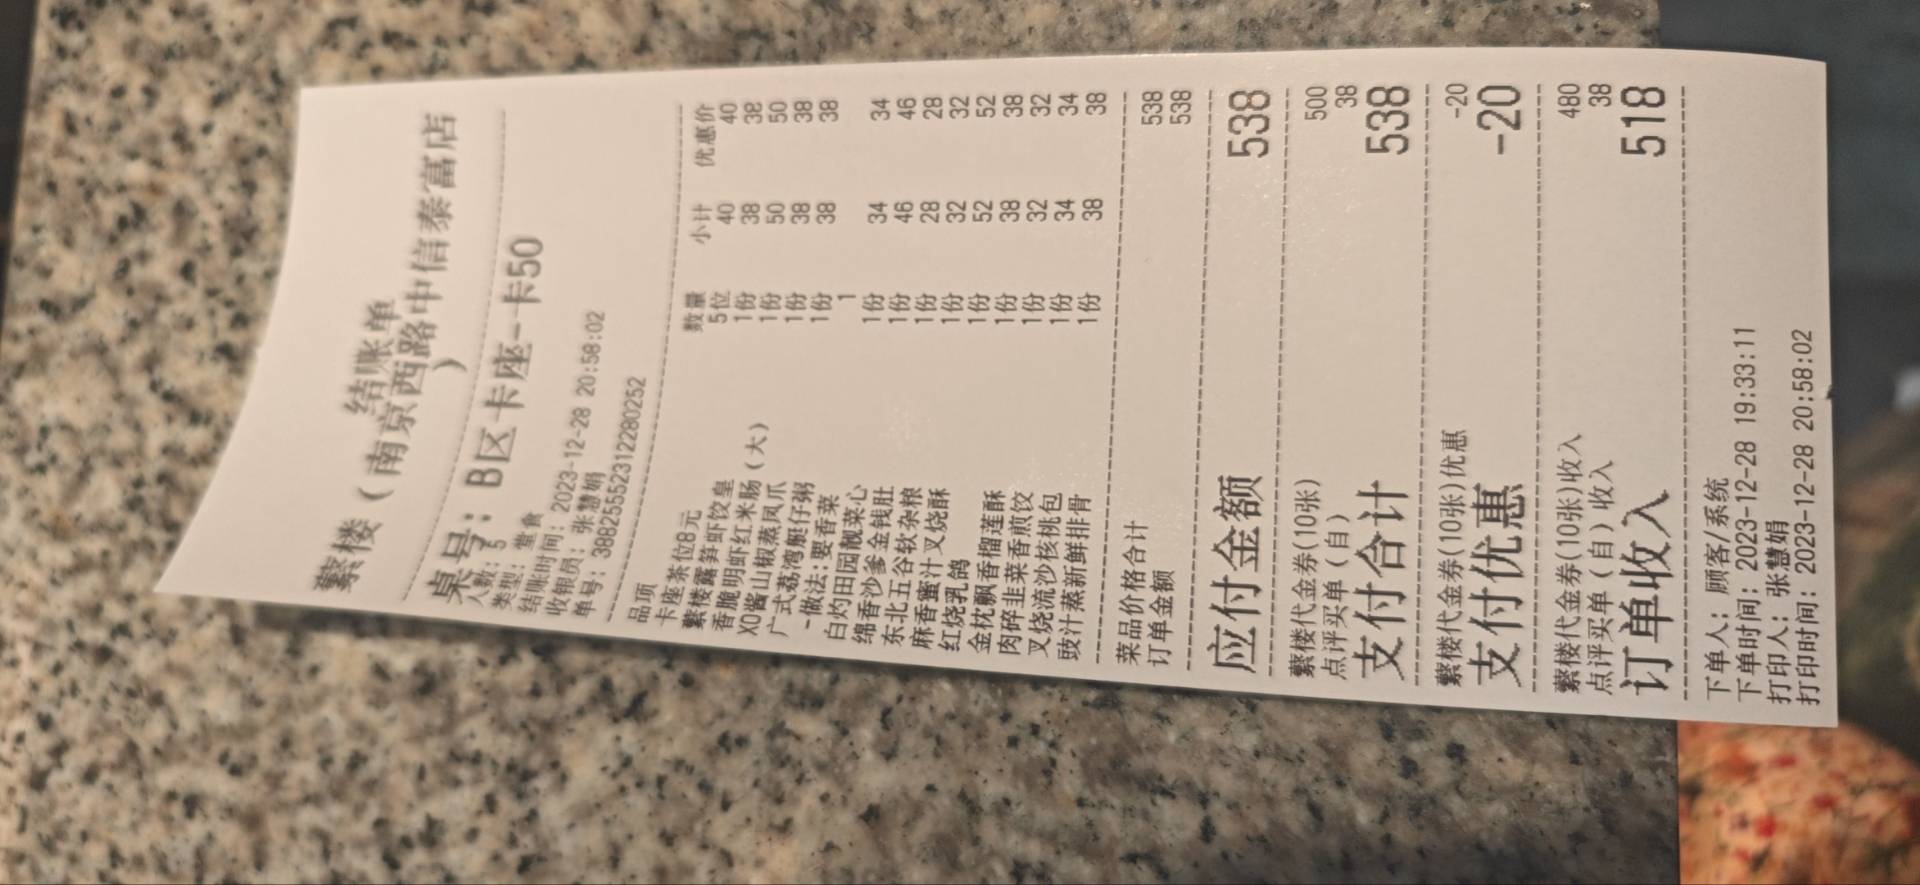 结账单
繁楼（南京西路中信泰富店
）
桌号：B区卡座-卡50
人数：5
类型：堂食
结账时间：2023-12-28 20:58:02
收银员：张慧娟
单号：3882555231228​0252
品项 数量 小计 优惠价
卡座茶位8元 5位 40 40
繁楼露笋虾饺皇 1份 38 38
香脆明虾红米肠（大） 1份 50 50
XO酱山椒蒸凤爪 1份 38 38
广式荔湾艇仔粥 1份 38 38
-做法:要香菜 1
白灼田园靓菜心 1份 34 34
绵香沙爹金钱肚 1份 46 46
东北五谷软杂粮 1份 28 28
麻香蜜汁叉烧酥 1份 32 32
红烧乳鸽 1份 52 52
金枕飘香榴莲酥 1份 38 38
肉碎韭菜香煎饺 1份 32 32
叉烧流沙核桃包 1份 34 34
豉汁蒸新鲜排骨 1份 38 38
菜品价格合计 538
订单金额 538
应付金额 538
繁楼代金券(10张) 500
点评买单（自） 38
支付合计 538
繁楼代金券(10张)优惠 -20
支付优惠 -20
繁楼代金券(10张)收入 480
点评买单（自）收入 38
订单收入 518
下单人：顾客/系统
下单时间：2023-12-28 19:33:11
打印人：张慧娟
打印时间：2023-12-28 20:58:02